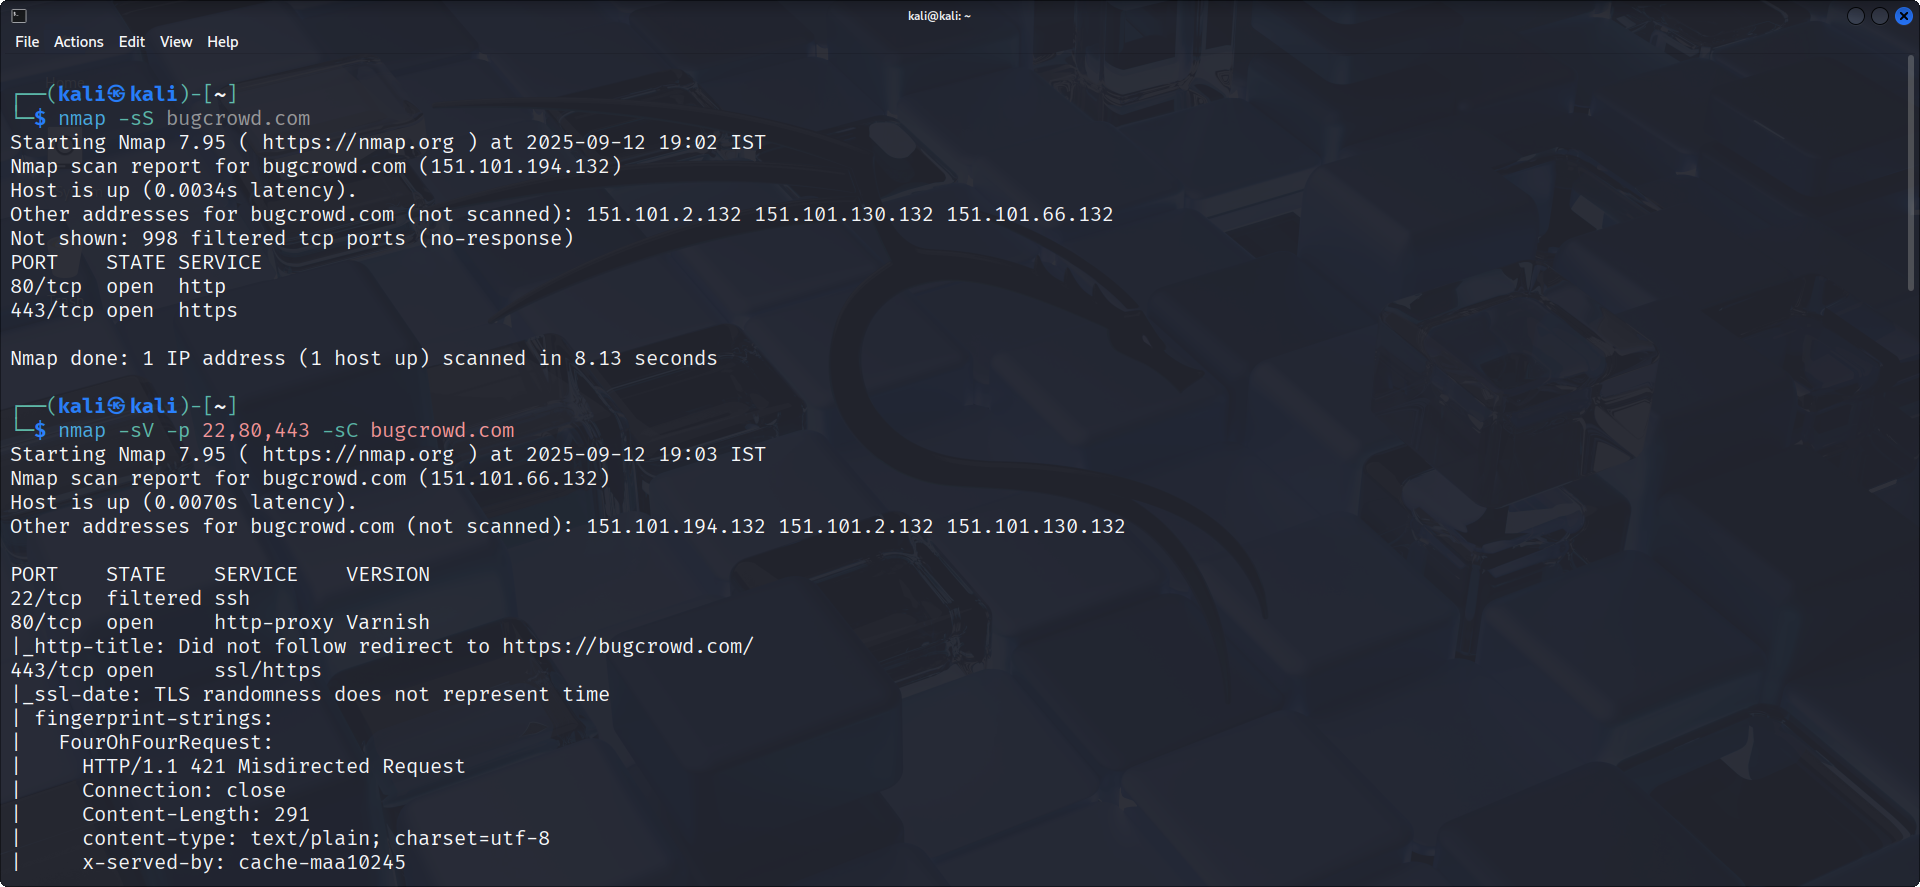 kali@kali: ~
File Actions Edit View Help
Home
┌──(kali㉿kali)-[~]
└─$ nmap -sS bugcrowd.com
Starting Nmap 7.95 ( https://nmap.org ) at 2025-09-12 19:02 IST
Nmap scan report for bugcrowd.com (151.101.194.132)
Host is up (0.0034s latency).
Other addresses for bugcrowd.com (not scanned): 151.101.2.132 151.101.130.132 151.101.66.132
Not shown: 998 filtered tcp ports (no-response)
PORT    STATE SERVICE
80/tcp  open  http
443/tcp open  https
Nmap done: 1 IP address (1 host up) scanned in 8.13 seconds
┌──(kali㉿kali)-[~]
└─$ nmap -sV -p 22,80,443 -sC bugcrowd.com
Starting Nmap 7.95 ( https://nmap.org ) at 2025-09-12 19:03 IST
Nmap scan report for bugcrowd.com (151.101.66.132)
Host is up (0.0070s latency).
Other addresses for bugcrowd.com (not scanned): 151.101.194.132 151.101.2.132 151.101.130.132
PORT    STATE    SERVICE    VERSION
22/tcp  filtered ssh
80/tcp  open     http-proxy Varnish
|_http-title: Did not follow redirect to https://bugcrowd.com/
443/tcp open     ssl/https
|_ssl-date: TLS randomness does not represent time
| fingerprint-strings:
|   FourOhFourRequest:
|     HTTP/1.1 421 Misdirected Request
|     Connection: close
|     Content-Length: 291
|     content-type: text/plain; charset=utf-8
|     x-served-by: cache-maa10245